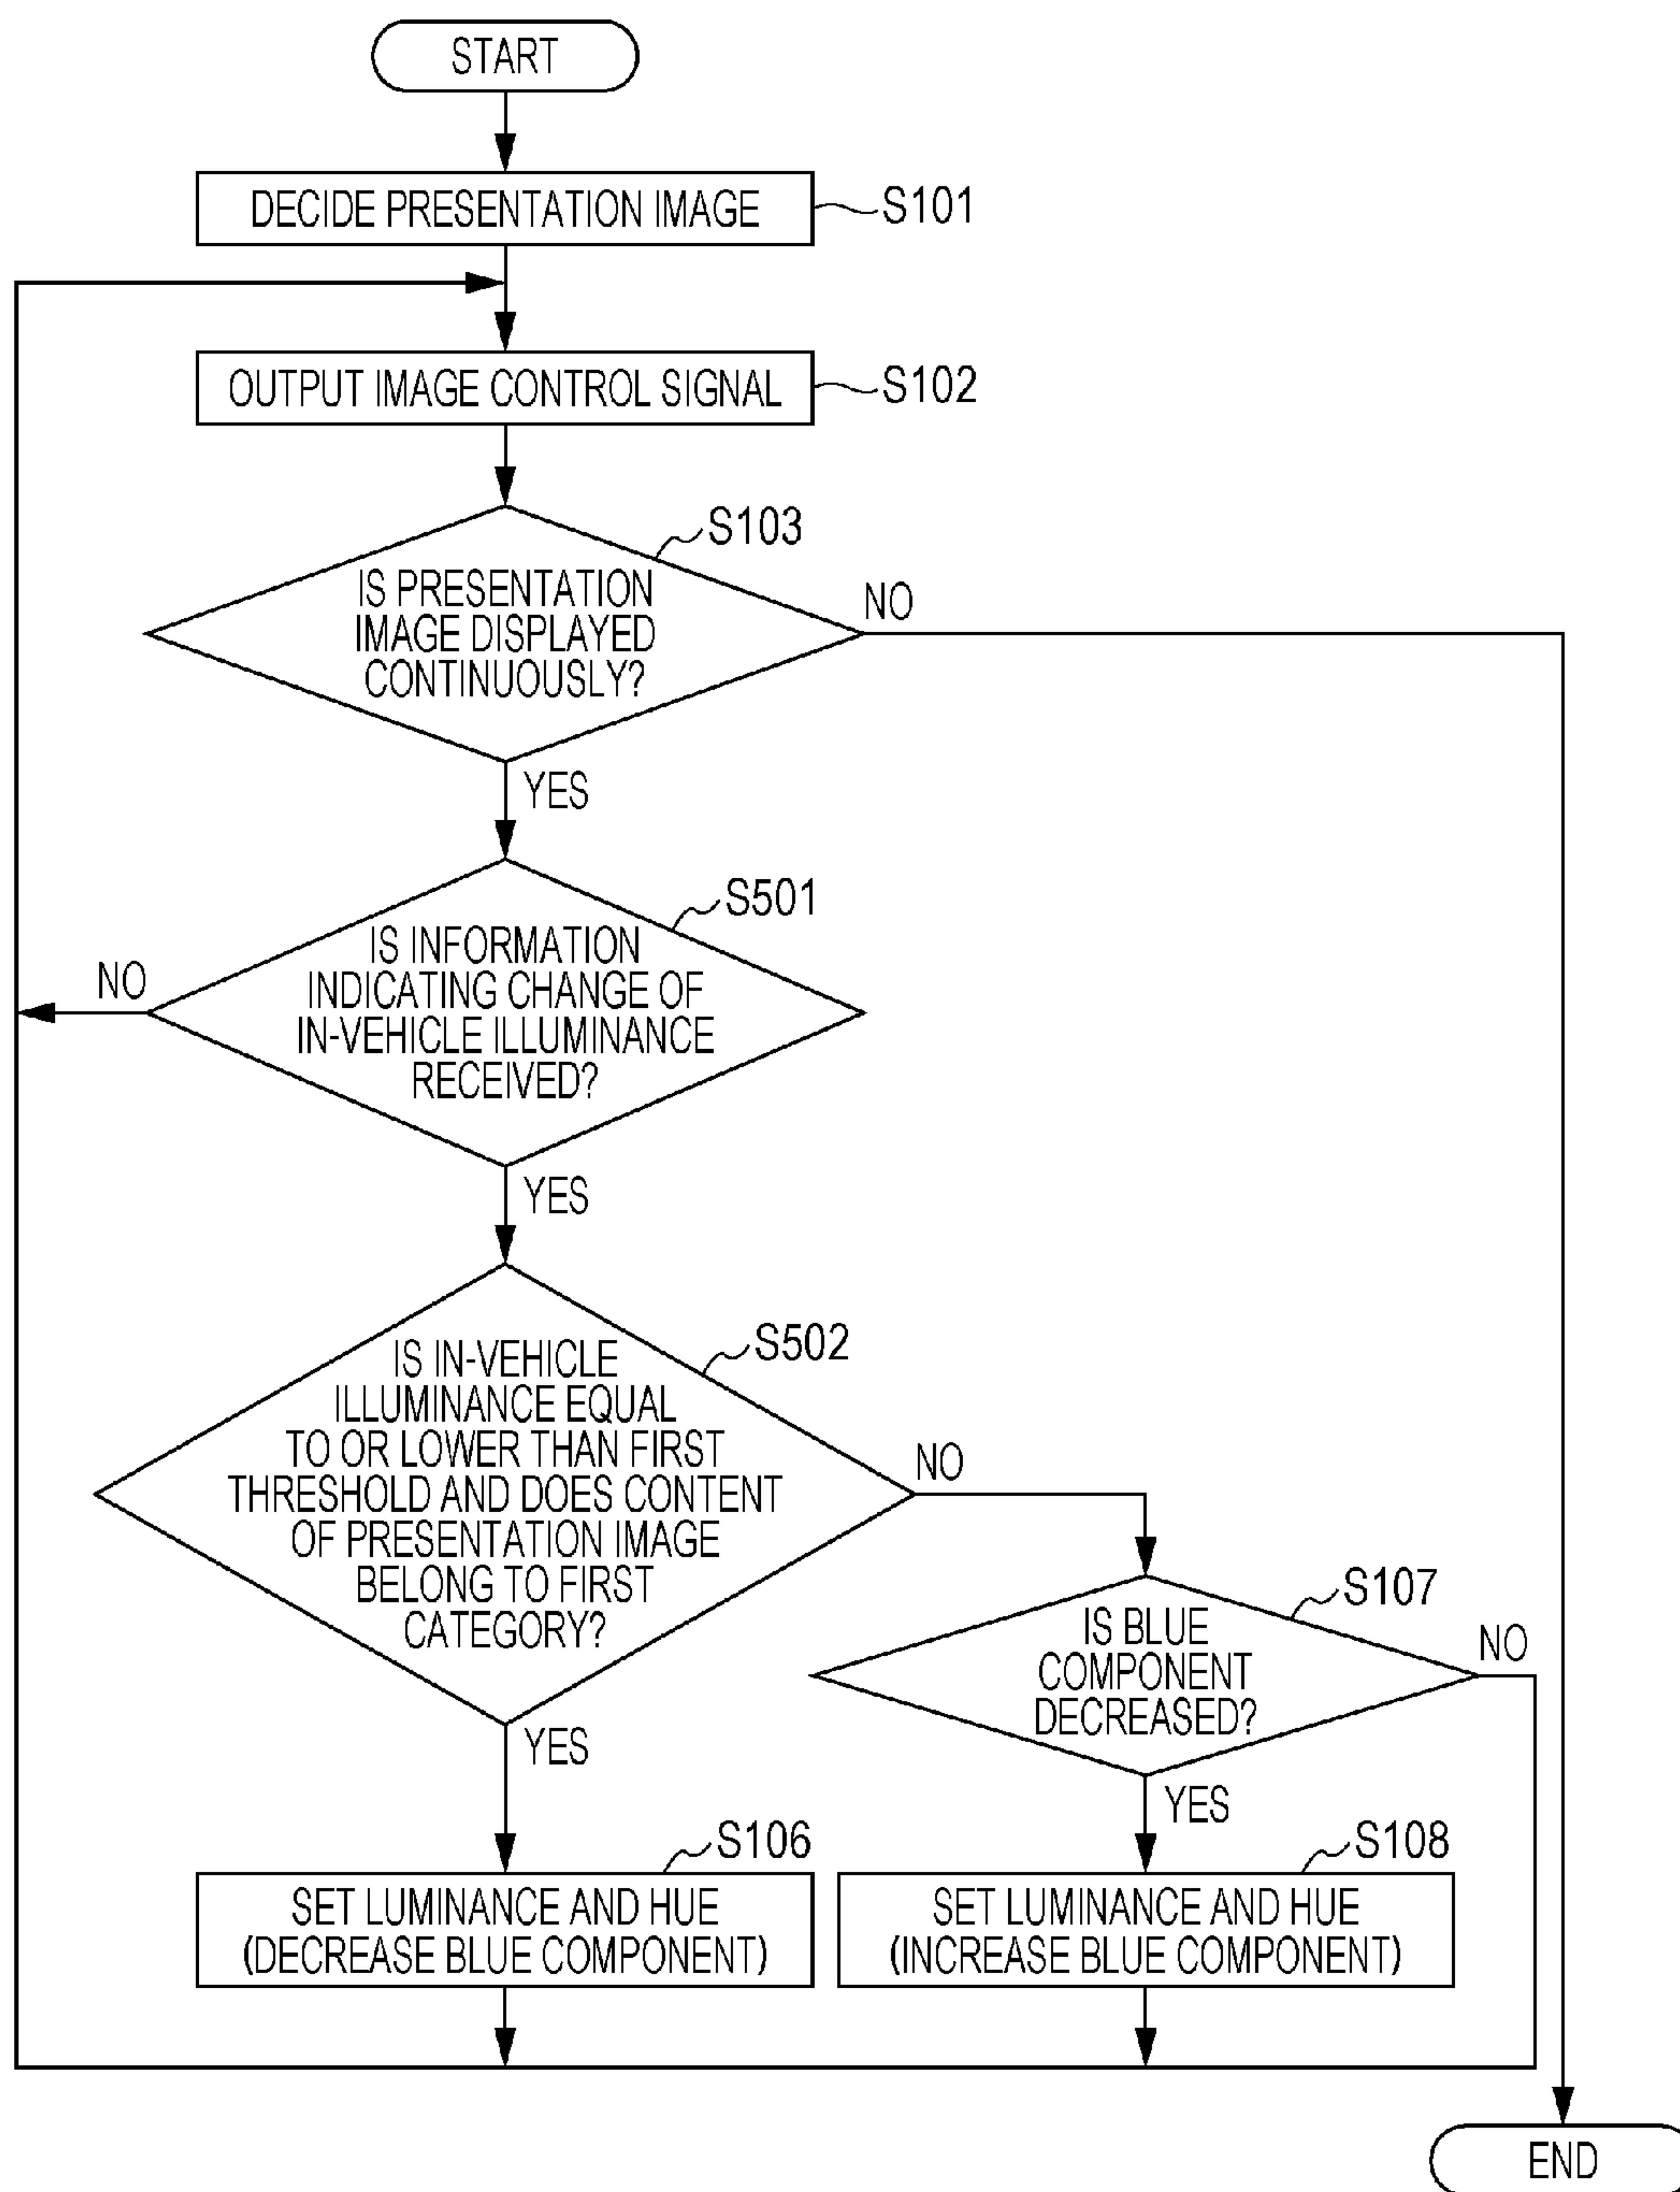 START
DECIDE PRESENTATION IMAGE
S101
OUTPUT IMAGE CONTROL SIGNAL
S102
S103
IS PRESENTATION
IMAGE DISPLAYED
CONTINUOUSLY?
NO
YES
S501
IS INFORMATION
INDICATING CHANGE OF
IN-VEHICLE ILLUMINANCE
RECEIVED?
NO
YES
S502
IS IN-VEHICLE
ILLUMINANCE EQUAL
TO OR LOWER THAN FIRST
THRESHOLD AND DOES CONTENT
OF PRESENTATION IMAGE
BELONG TO FIRST
CATEGORY?
NO
YES
S107
IS BLUE
COMPONENT
DECREASED?
NO
YES
S106
SET LUMINANCE AND HUE
(DECREASE BLUE COMPONENT)
S108
SET LUMINANCE AND HUE
(INCREASE BLUE COMPONENT)
END